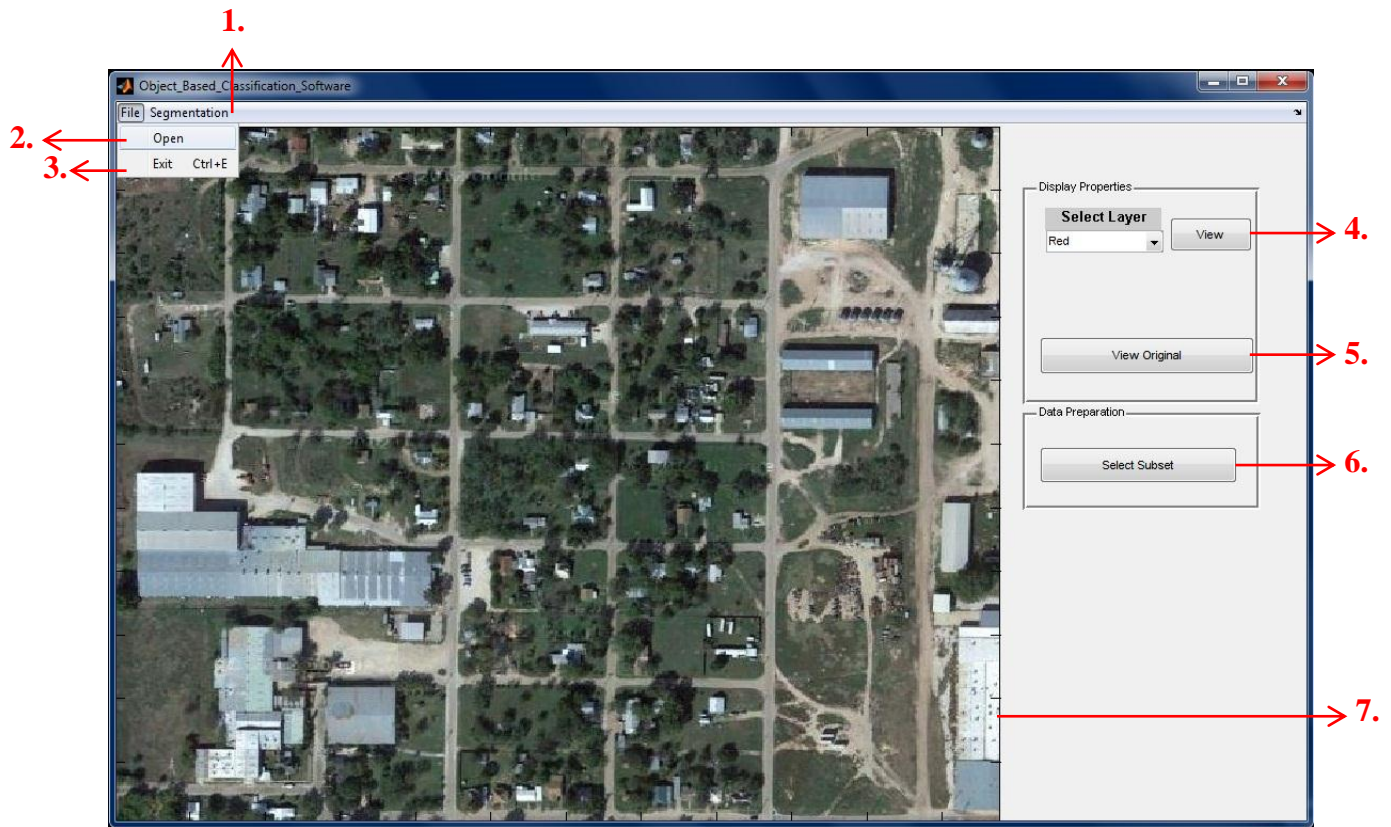 1.
Object_Based_Classification_Software
File Segmentation
2.
Open
3.
Exit Ctrl+E
Display Properties
Select Layer
Red
View
4.
View Original
5.
Data Preparation
Select Subset
6.
7.